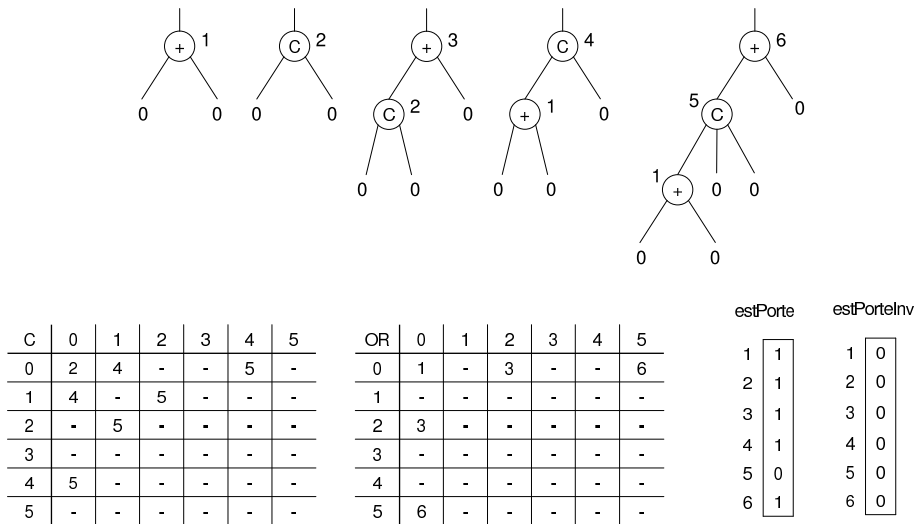 + 1 C 2 + 3 C 4 + 6
0 0 0 0 C 2 0 + 1 0 5 C 0
0 0 0 0 1 + 0 0
0 0
estPorte estPorteInv
C 0 1 2 3 4 5
0 2 4 - - 5 -
1 4 - 5 - - -
2 - 5 - - - -
3 - - - - - -
4 5 - - - - -
5 - - - - - -
OR 0 1 2 3 4 5
0 1 - 3 - - 6
1 - - - - - -
2 3 - - - - -
3 - - - - - -
4 - - - - - -
5 6 - - - - -
1 1
2 1
3 1
4 1
5 0
6 1
1 0
2 0
3 0
4 0
5 0
6 0